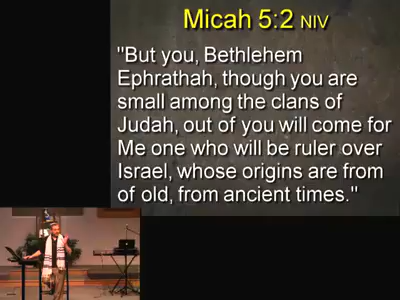 Micah 5:2 NIV
"But you, Bethlehem
Ephrathah, though you are
small among the clans of
Judah, out of you will come for
Me one who will be ruler over
Israel, whose origins are from
of old, from ancient times."